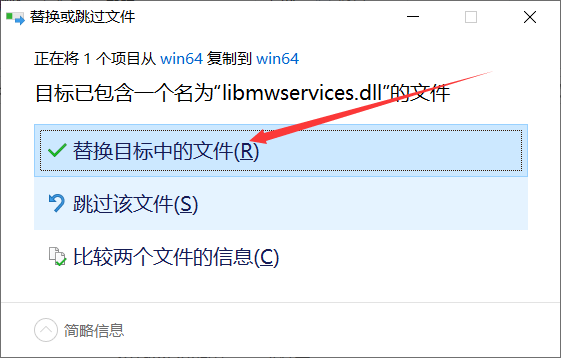 替换或跳过文件
正在将 1 个项目从 win64 复制到 win64
目标已包含一个名为“libmwservices.dll”的文件
替换目标中的文件(R)
跳过该文件(S)
比较两个文件的信息(C)
简略信息